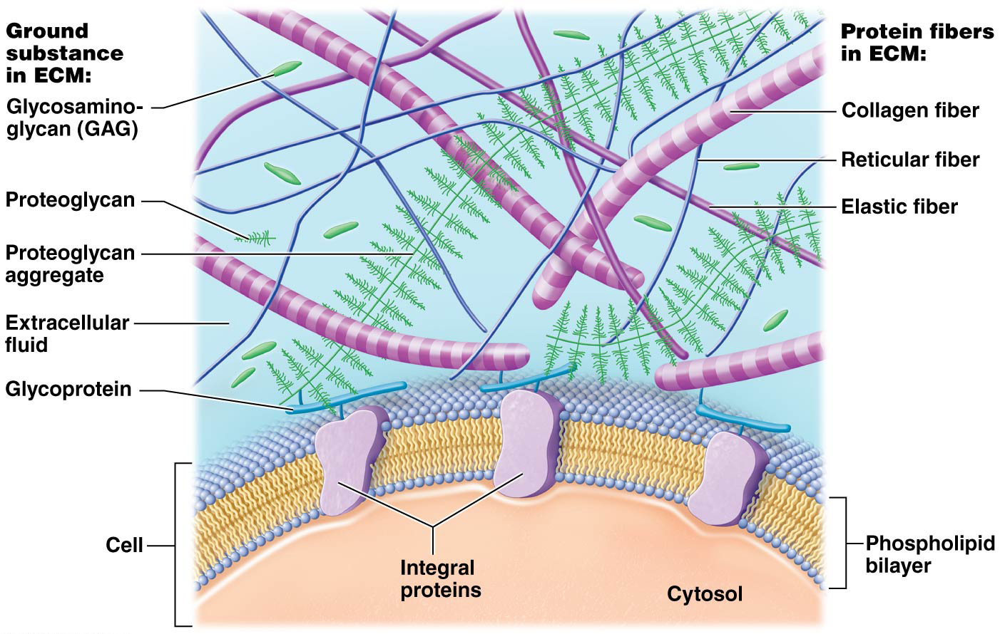 Ground
substance
in ECM:
Glycosamino-
glycan (GAG)
Proteoglycan
Proteoglycan
aggregate
Extracellular
fluid
Glycoprotein
Cell
Protein fibers
in ECM:
Collagen fiber
Reticular fiber
Elastic fiber
Phospholipid
bilayer
Integral
proteins
Cytosol